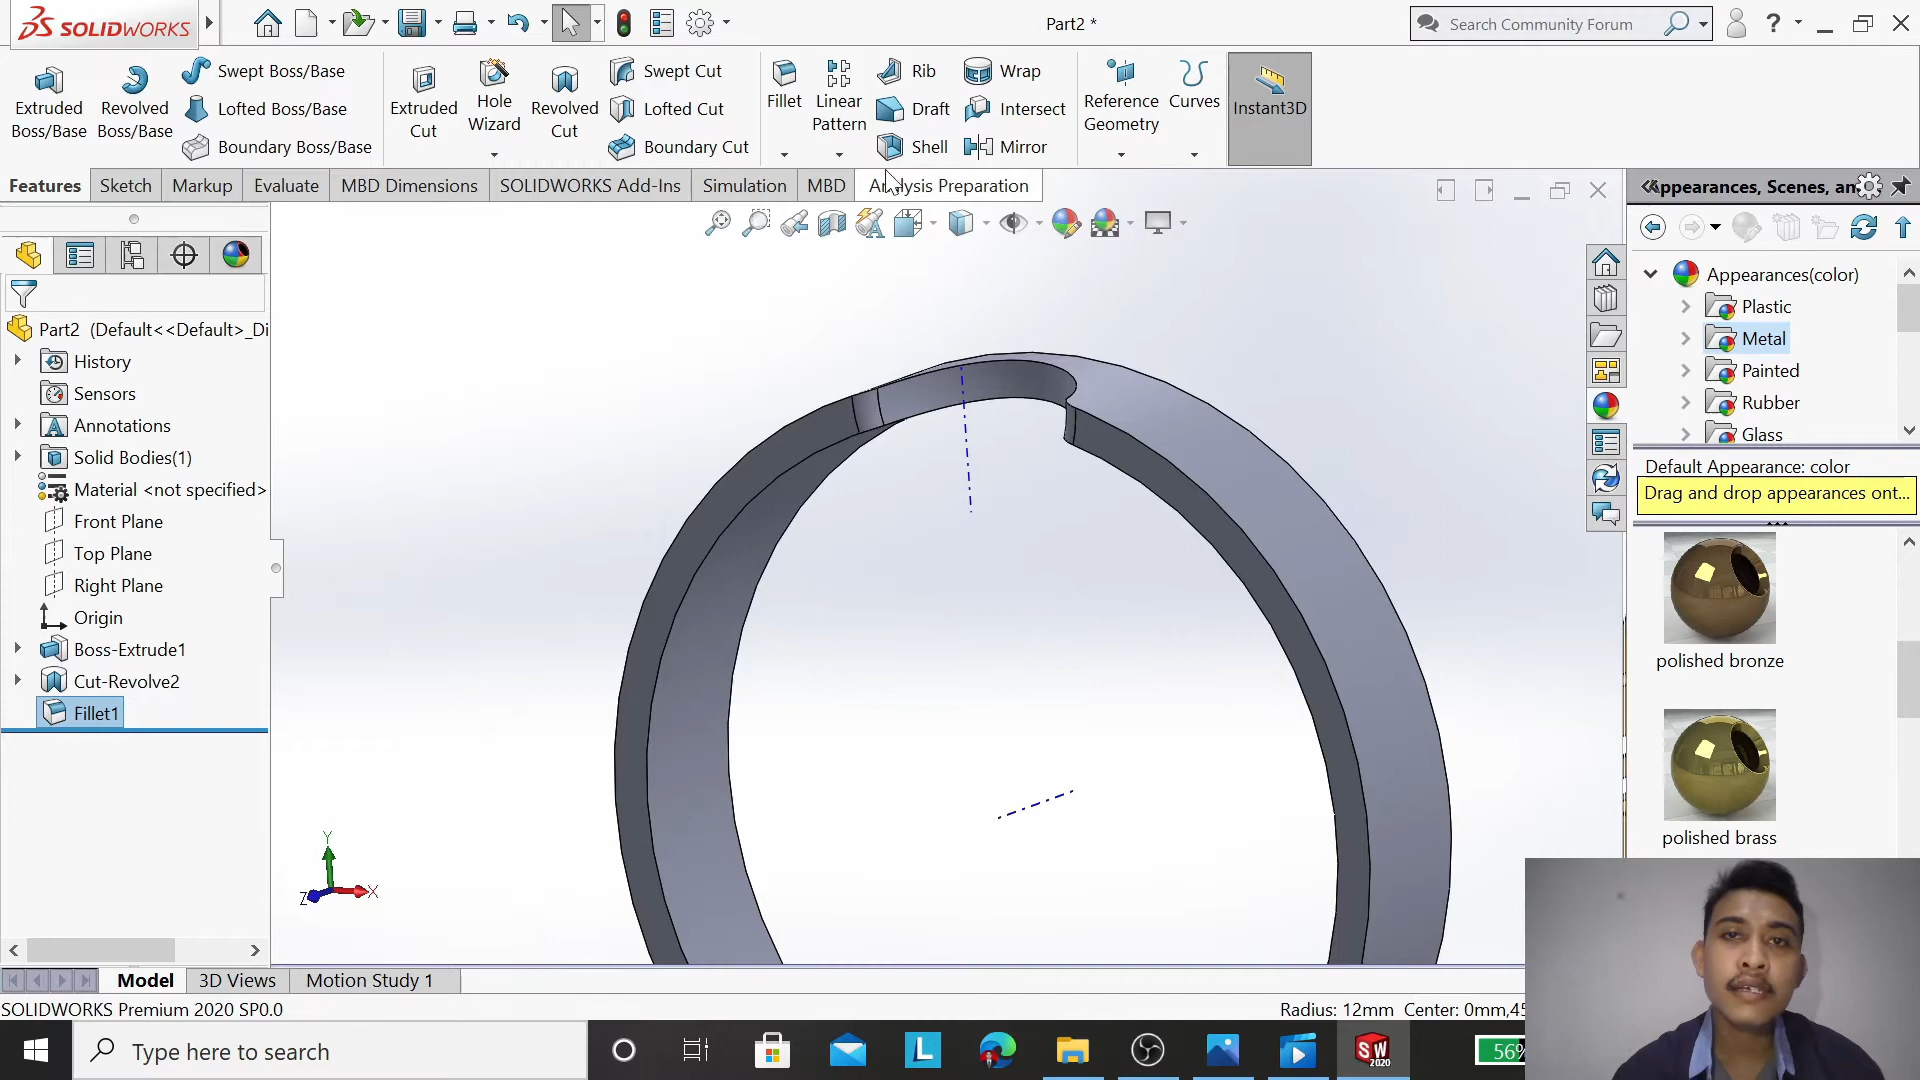 SOLIDWORKS
Part2 *
Search Community Forum
?
Extruded Boss/Base
Revolved Boss/Base
Swept Boss/Base
Lofted Boss/Base
Boundary Boss/Base
Extruded Cut
Hole Wizard
Revolved Cut
Swept Cut
Lofted Cut
Boundary Cut
Fillet
Linear Pattern
Rib
Draft
Shell
Wrap
Intersect
Mirror
Reference Geometry
Curves
Instant3D
Features
Sketch
Markup
Evaluate
MBD Dimensions
SOLIDWORKS Add-Ins
Simulation
MBD
Analysis Preparation
Part2 (Default<<Default>_Di
History
Sensors
Annotations
Solid Bodies(1)
Material <not specified>
Front Plane
Top Plane
Right Plane
Origin
Boss-Extrude1
Cut-Revolve2
Fillet1
Y
X
Z
Appearances, Scenes, an
Appearances(color)
Plastic
Metal
Painted
Rubber
Glass
Default Appearance: color
Drag and drop appearances ont...
polished bronze
polished brass
Model
3D Views
Motion Study 1
SOLIDWORKS Premium 2020 SP0.0
Radius: 12mm Center: 0mm,45
Type here to search
L
SW
2020
56%